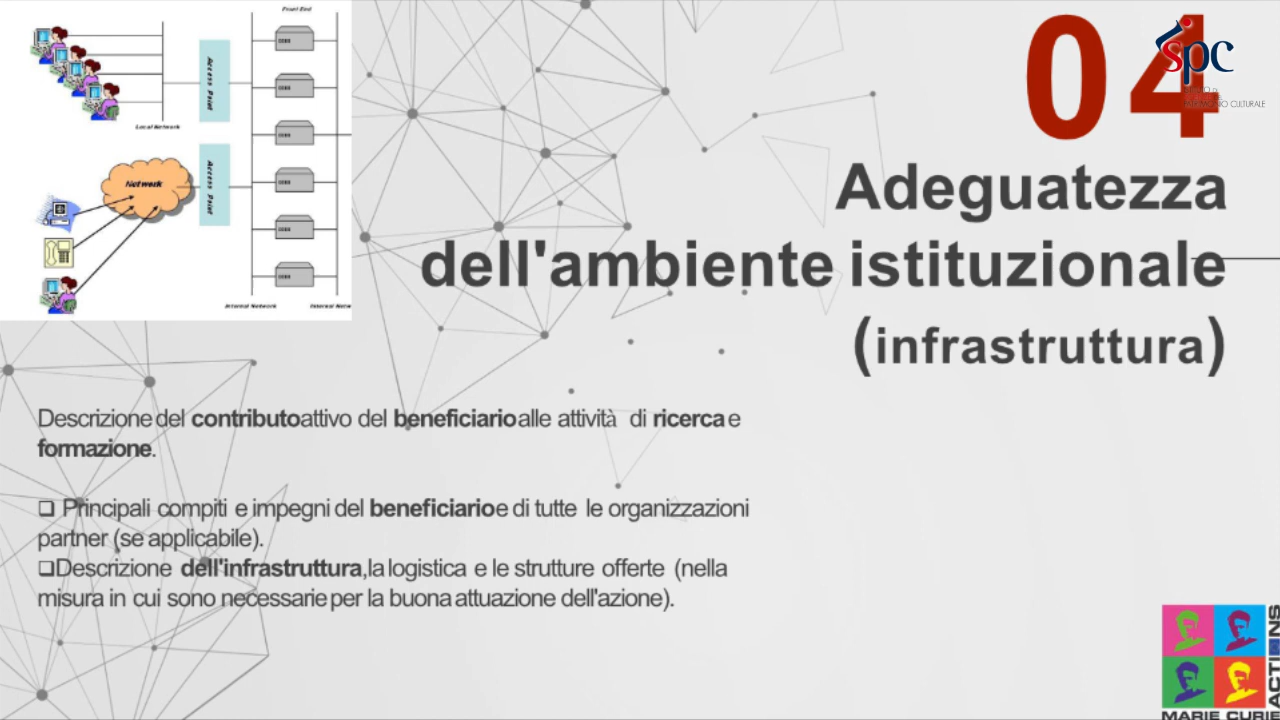 Front End
Access Point
Local Network
Network
Access Point
Internal Network
04
spc
CULTURALE
Adeguatezza
dell'ambiente istituzionale
(infrastruttura)
Descrizione del contributo attivo del beneficiario alle attività di ricerca e
formazione.
❑ Principali compiti e impegni del beneficiario e di tutte le organizzazioni
partner (se applicabile).
❑Descrizione dell'infrastruttura,la logistica e le strutture offerte (nella
misura in cui sono necessarie per la buona attuazione dell'azione).
MARIE CURIE
ACTIONS